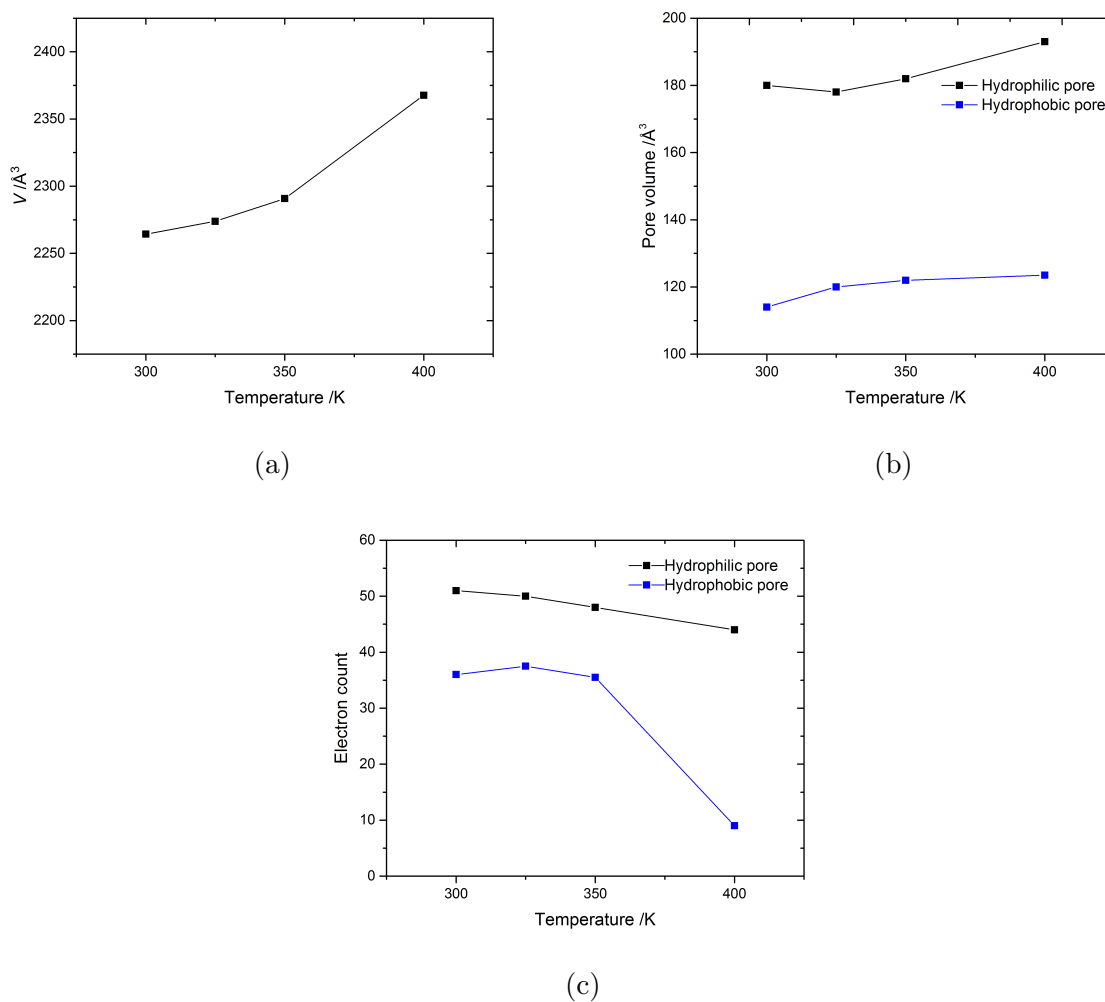 2400
2350
2300
2250
2200
V /Å³
300
350
400
Temperature /K
(a)
200
180
160
140
120
100
Pore volume /Å³
Hydrophilic pore
Hydrophobic pore
300
350
400
Temperature /K
(b)
60
50
40
30
20
10
0
Electron count
Hydrophilic pore
Hydrophobic pore
300
350
400
Temperature /K
(c)